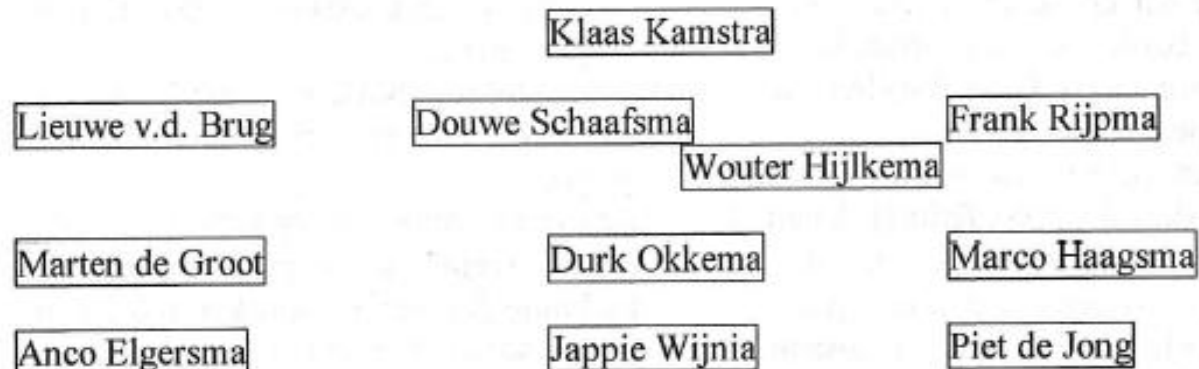 Klaas Kamstra
Lieuwe v.d. Brug Douwe Schaafsma Frank Rijpma
Wouter Hijlkema
Marten de Groot Durk Okkema Marco Haagsma
Anco Elgersma Jappie Wijnia Piet de Jong